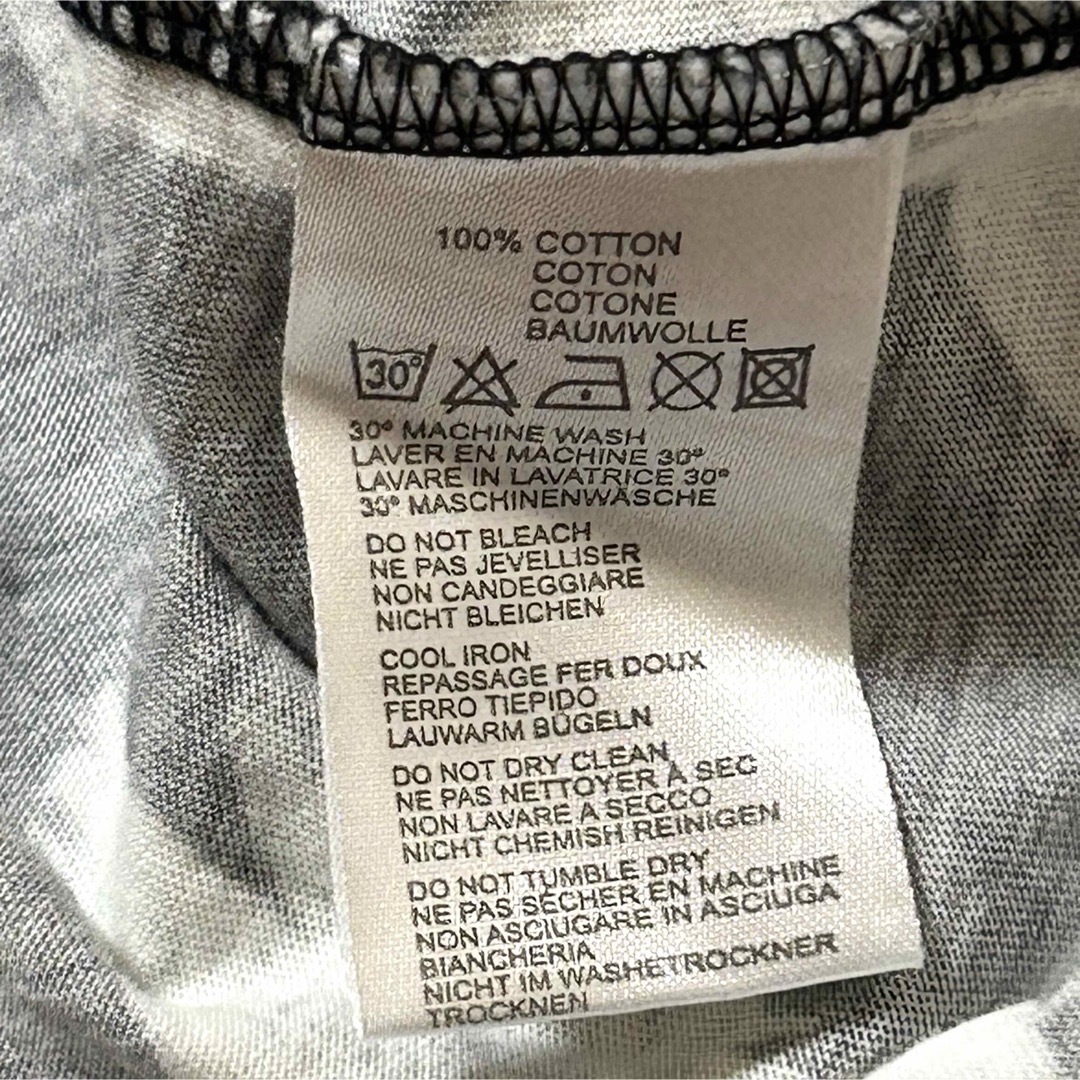 100% COTTON
COTON
COTONE
BAUMWOLLE
30°
30° MACHINE WASH
LAVER EN MACHINE 30°
LAVARE IN LAVATRICE 30°
30° MASCHINENWÄSCHE
DO NOT BLEACH
NE PAS JEVELLISER
NON CANDEGGIARE
NICHT BLEICHEN
COOL IRON
REPASSAGE FER DOUX
FERRO TIEPIDO
LAUWARM BÜGELN
DO NOT DRY CLEAN
NE PAS NETTOYER A SEC
NON LAVARE A SECCO
NICHT CHEMISH REINIGEN
DO NOT TUMBLE DRY
NE PAS SECHER EN MACHINE
NON ASCIUGARE IN ASCIUGA
BIANCHERIA
NICHT IM WASHETROCKNER
TROCKNEN